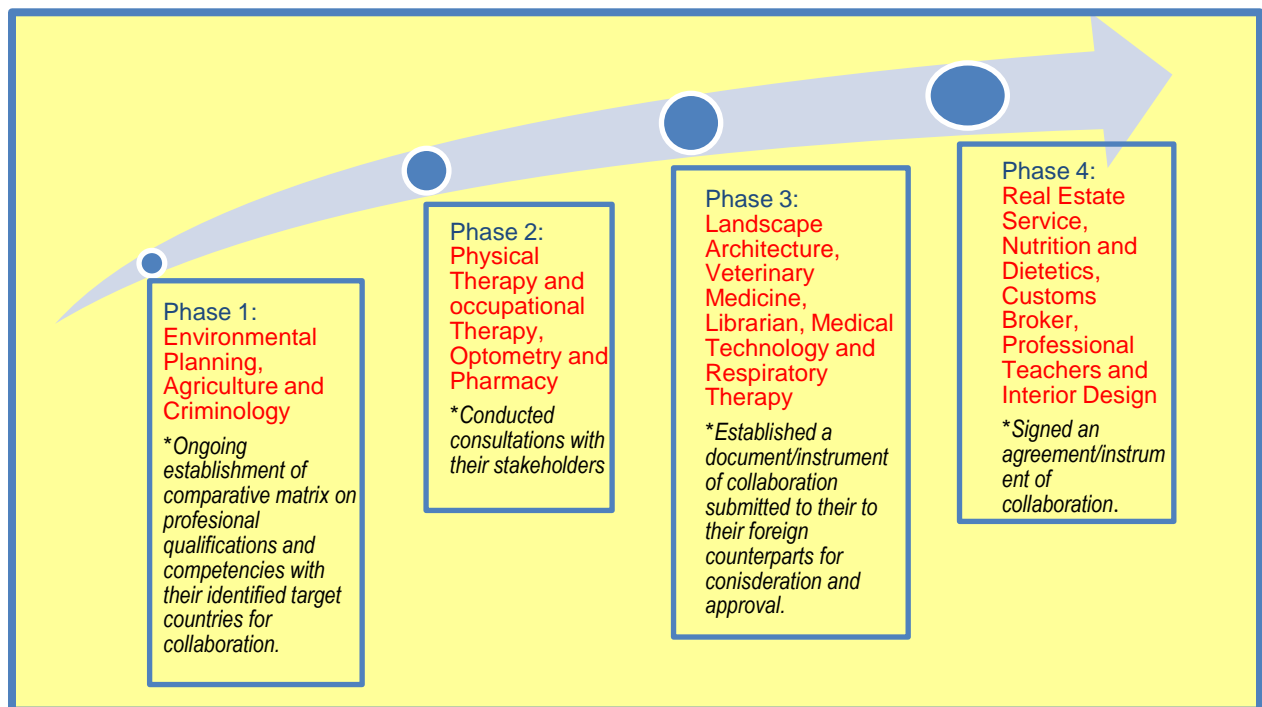 Phase 1:
Environmental
Planning,
Agriculture and
Criminology
*Ongoing
establishment of
comparative matrix on
profesional
qualifications and
competencies with
their identified target
countries for
collaboration.
Phase 2:
Physical
Therapy and
occupational
Therapy,
Optometry and
Pharmacy
*Conducted
consultations with
their stakeholders
Phase 3:
Landscape
Architecture,
Veterinary
Medicine,
Librarian, Medical
Technology and
Respiratory
Therapy
*Established a
document/instrument
of collaboration
submitted to their to
their foreign
counterparts for
conisderation and
approval.
Phase 4:
Real Estate
Service,
Nutrition and
Dietetics,
Customs
Broker,
Professional
Teachers and
Interior Design
*Signed an
agreement/instrum
ent of
collaboration.